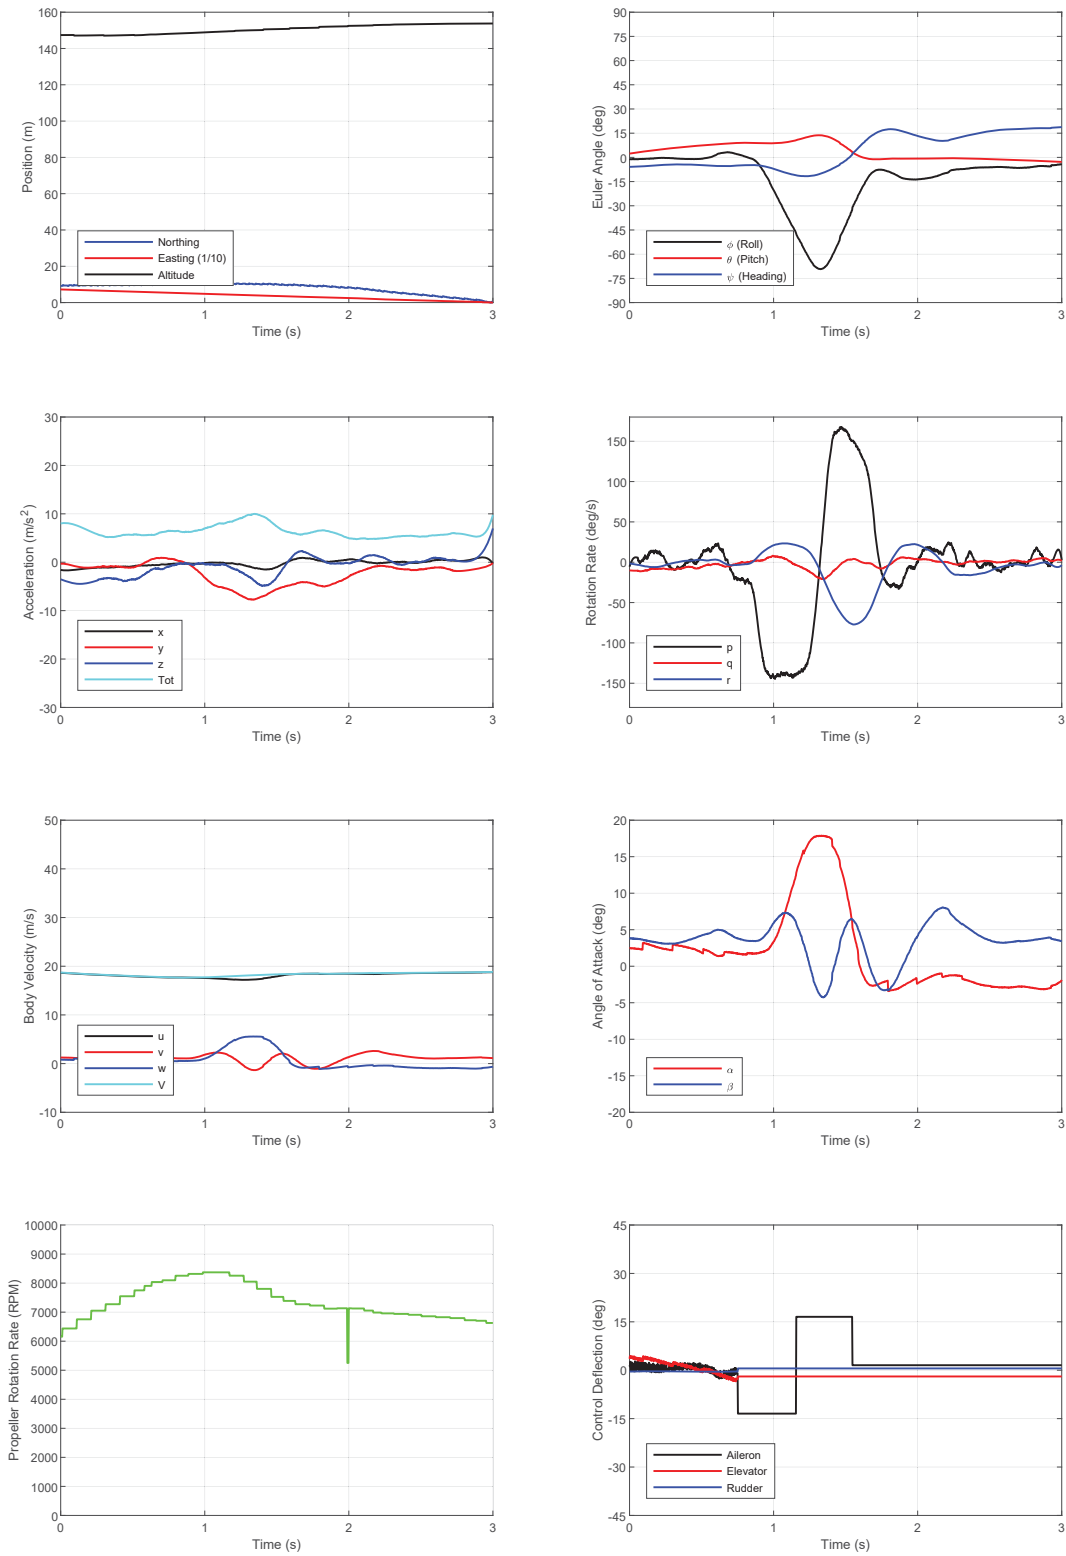 160
140
120
100
80
60
40
20
0
Position (m)
Northing
Easting (1/10)
Altitude
0 1 2 3
Time (s)
90
75
60
45
30
15
0
-15
-30
-45
-60
-75
-90
Euler Angle (deg)
ϕ (Roll)
θ (Pitch)
ψ (Heading)
0 1 2 3
Time (s)
30
20
10
0
-10
-20
-30
Acceleration (m/s²)
x
y
z
Tot
0 1 2 3
Time (s)
150
100
50
0
-50
-100
-150
Rotation Rate (deg/s)
p
q
r
0 1 2 3
Time (s)
50
40
30
20
10
0
-10
Body Velocity (m/s)
u
v
w
V
0 1 2 3
Time (s)
20
15
10
5
0
-5
-10
-15
-20
Angle of Attack (deg)
α
β
0 1 2 3
Time (s)
10000
9000
8000
7000
6000
5000
4000
3000
2000
1000
0
Propeller Rotation Rate (RPM)
0 1 2 3
Time (s)
45
30
15
0
-15
-30
-45
Control Deflection (deg)
Aileron
Elevator
Rudder
0 1 2 3
Time (s)